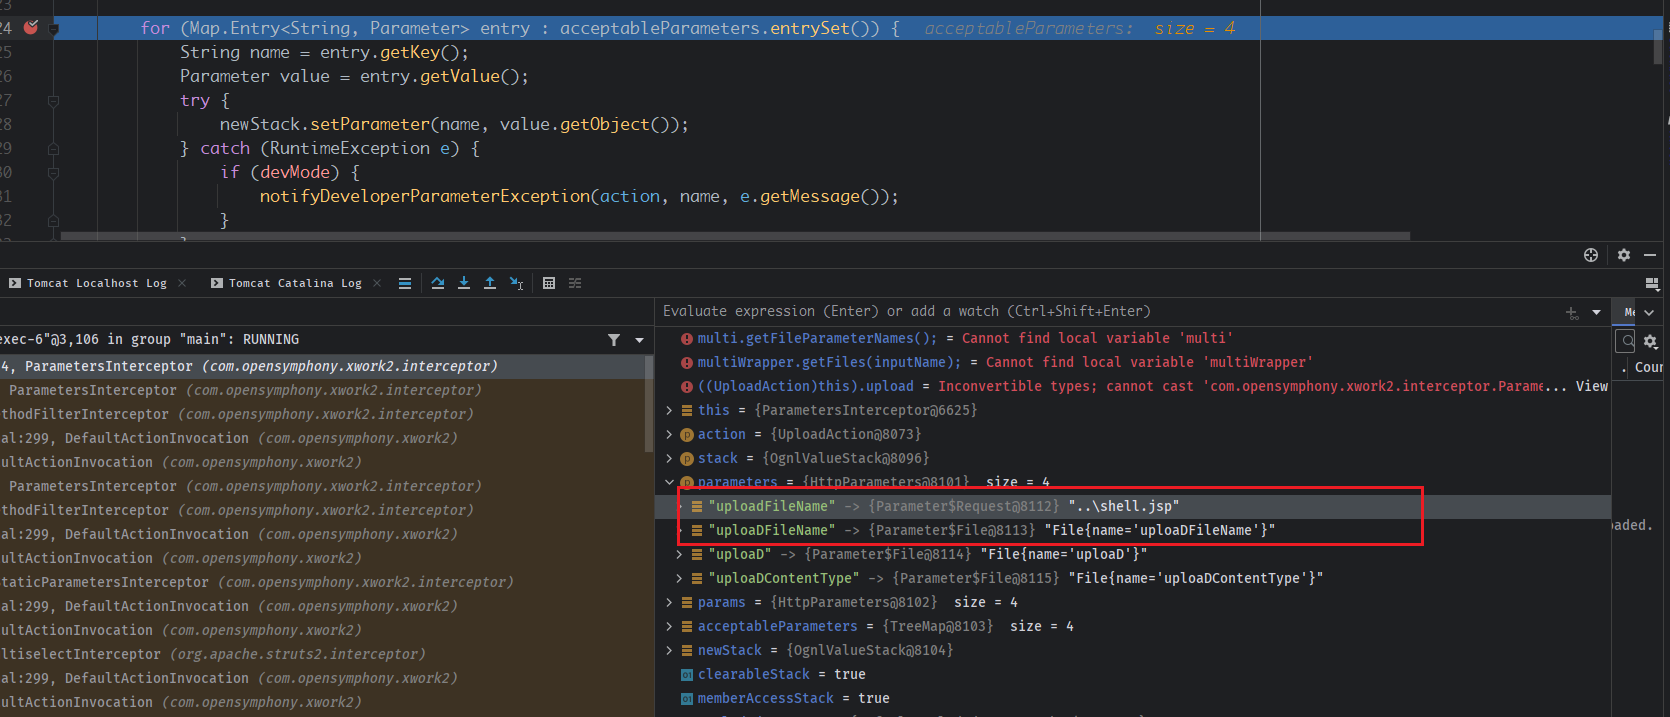 23
24 for (Map.Entry<String, Parameter> entry : acceptableParameters.entrySet()) { acceptableParameters: size = 4
25 String name = entry.getKey();
26 Parameter value = entry.getValue();
27 try {
28 newStack.setParameter(name, value.getObject());
29 } catch (RuntimeException e) {
30 if (devMode) {
31 notifyDeveloperParameterException(action, name, e.getMessage());
32 }
Tomcat Localhost Log × Tomcat Catalina Log ×
Evaluate expression (Enter) or add a watch (Ctrl+Shift+Enter)
exec-6"@3,106 in group "main": RUNNING
4, ParametersInterceptor (com.opensymphony.xwork2.interceptor)
ParametersInterceptor (com.opensymphony.xwork2.interceptor)
ethodFilterInterceptor (com.opensymphony.xwork2.interceptor)
al:299, DefaultActionInvocation (com.opensymphony.xwork2)
ultActionInvocation (com.opensymphony.xwork2)
ParametersInterceptor (com.opensymphony.xwork2.interceptor)
ethodFilterInterceptor (com.opensymphony.xwork2.interceptor)
al:299, DefaultActionInvocation (com.opensymphony.xwork2)
ultActionInvocation (com.opensymphony.xwork2)
StaticParametersInterceptor (com.opensymphony.xwork2.interceptor)
al:299, DefaultActionInvocation (com.opensymphony.xwork2)
ultActionInvocation (com.opensymphony.xwork2)
ltiselectInterceptor (org.apache.struts2.interceptor)
al:299, DefaultActionInvocation (com.opensymphony.xwork2)
ultActionInvocation (com.opensymphony.xwork2)
multi.getFileParameterNames(); = Cannot find local variable 'multi'
multiWrapper.getFiles(inputName); = Cannot find local variable 'multiWrapper'
((UploadAction)this).upload = Inconvertible types; cannot cast 'com.opensymphony.xwork2.interceptor.Parame... View
this = {ParametersInterceptor@6625}
action = {UploadAction@8073}
stack = {OgnlValueStack@8096}
parameters = {HttpParameters@8101} size = 4
"uploadFileName" -> {Parameter$Request@8112} "..\shell.jsp"
"uploaDFileName" -> {Parameter$File@8113} "File{name='uploaDFileName'}"
"uploaD" -> {Parameter$File@8114} "File{name='uploaD'}"
"uploaDContentType" -> {Parameter$File@8115} "File{name='uploaDContentType'}"
params = {HttpParameters@8102} size = 4
acceptableParameters = {TreeMap@8103} size = 4
newStack = {OgnlValueStack@8104}
clearableStack = true
memberAccessStack = true
Me
Cour
oaded.